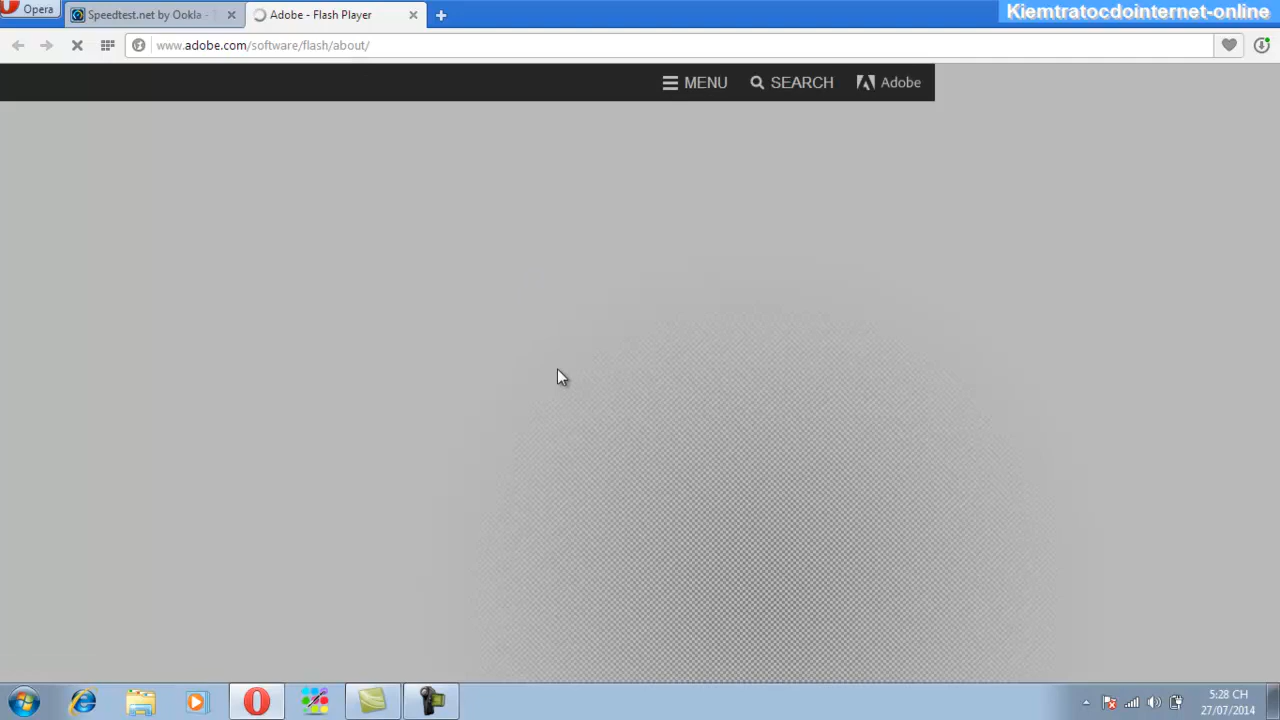 Opera
Speedtest.net by Ookla -
Adobe - Flash Player
Kiemtratocdointernet-online
www.adobe.com/software/flash/about/
MENU
SEARCH
Adobe
5:28 CH
27/07/2014